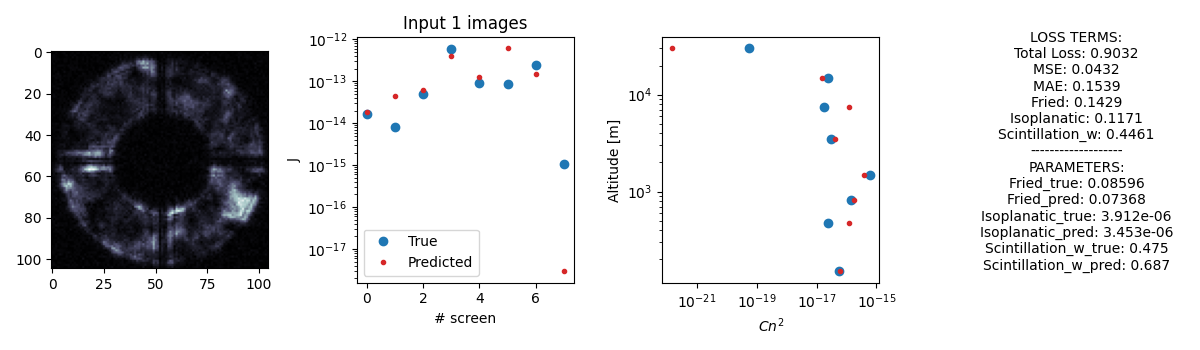 0
20
40
60
80
100
0
25
50
75
100
Input 1 images
10⁻¹²
10⁻¹³
10⁻¹⁴
10⁻¹⁵
10⁻¹⁶
10⁻¹⁷
J
True
Predicted
0
2
4
6
# screen
10⁴
10³
Altitude [m]
10⁻²¹
10⁻¹⁹
10⁻¹⁷
10⁻¹⁵
Cn²
LOSS TERMS:
Total Loss: 0.9032
MSE: 0.0432
MAE: 0.1539
Fried: 0.1429
Isoplanatic: 0.1171
Scintillation_w: 0.4461
-------------------
PARAMETERS:
Fried_true: 0.08596
Fried_pred: 0.07368
Isoplanatic_true: 3.912e-06
Isoplanatic_pred: 3.453e-06
Scintillation_w_true: 0.475
Scintillation_w_pred: 0.687